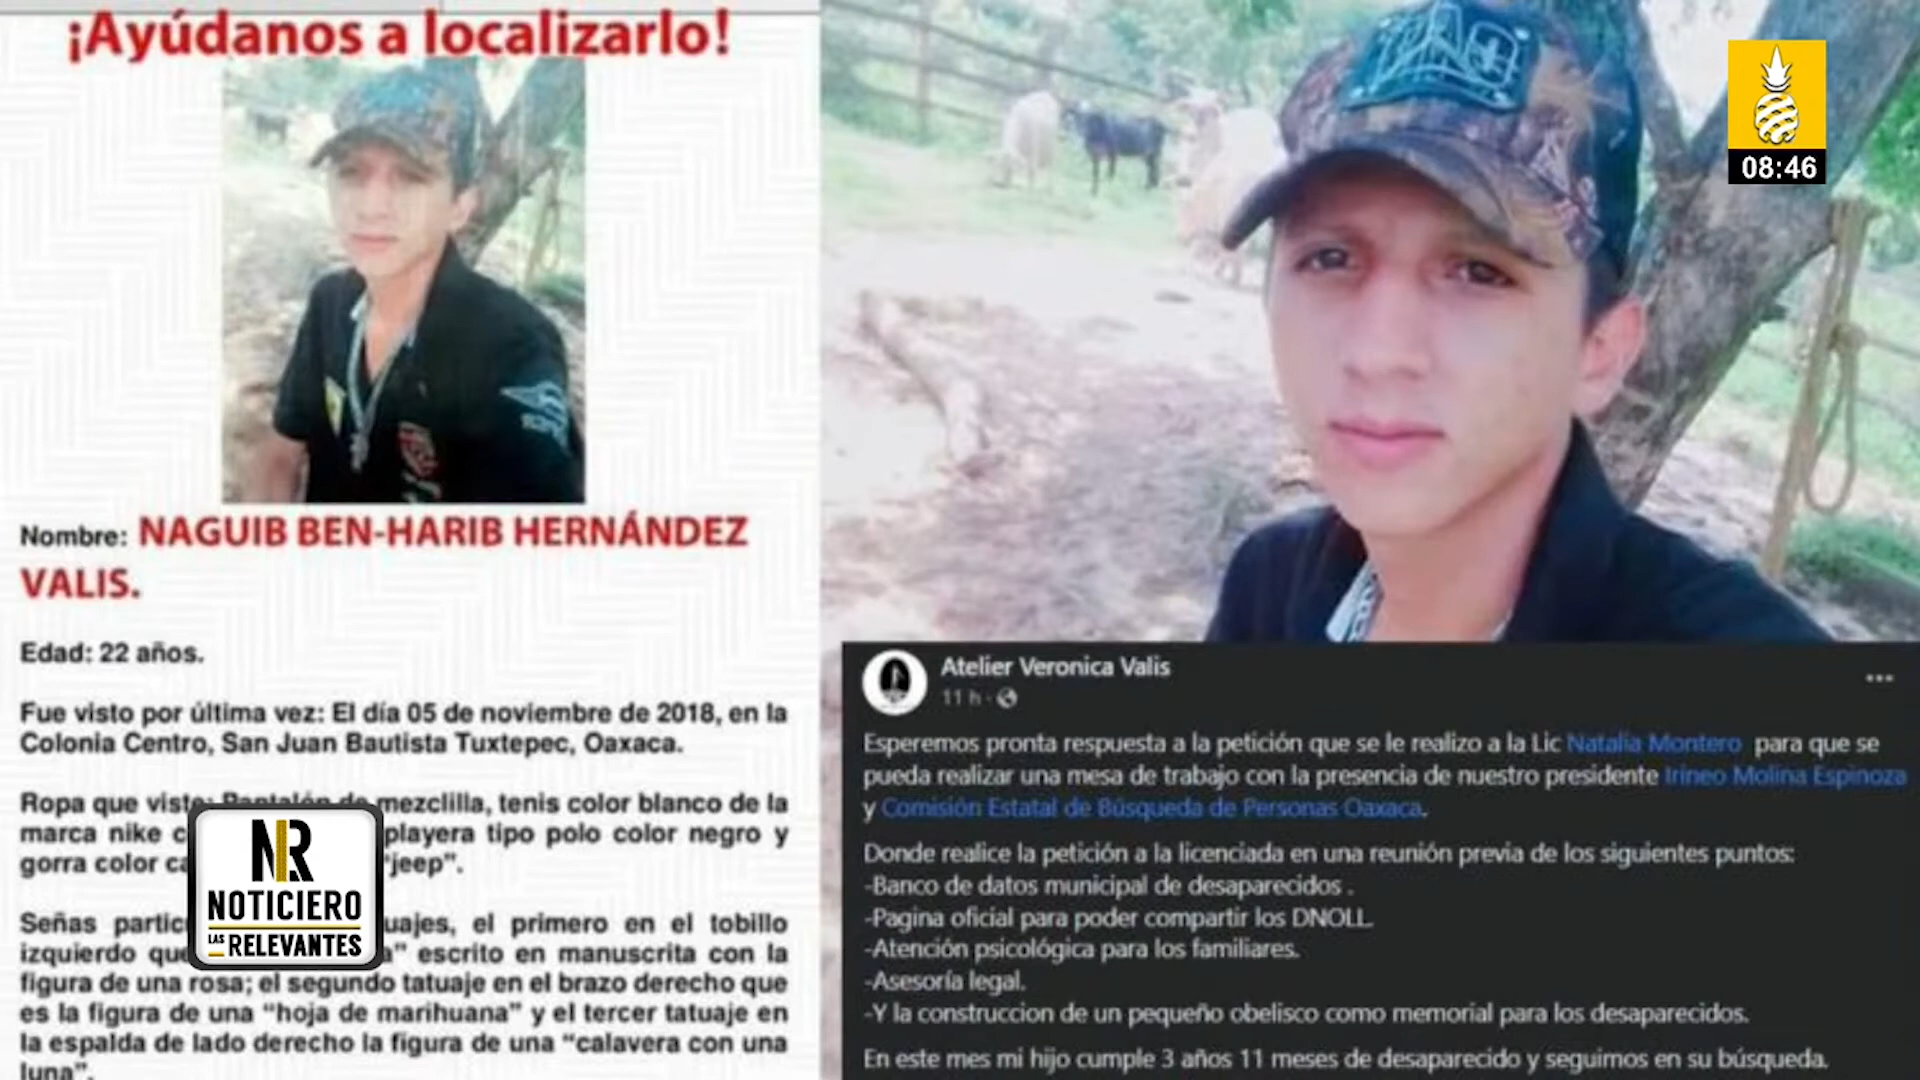 ¡Ayúdanos a localizarlo!
Nombre: NAGUIB BEN-HARIB HERNÁNDEZ
VALIS.
Edad: 22 años.
Fue visto por última vez: El día 05 de noviembre de 2018, en la
Colonia Centro, San Juan Bautista Tuxtepec, Oaxaca.
Ropa que viste: Pantalón de mezclilla, tenis color blanco de la
marca nike playera tipo polo color negro y
gorra color "jeep".
Señas el primero en el tobillo
izquierdo escrito en manuscrita con la
figura de una rosa; el segundo tatuaje en el brazo derecho que
es la figura de una "hoja de marihuana" y el tercer tatuaje en
la espalda de lado derecho la figura de una "calavera con una
luna".
NR
NOTICIERO
LAS RELEVANTES
08:46
Atelier Veronica Valis
11 h ·
Esperemos pronta respuesta a la petición que se le realizo a la Lic Natalia Montero para que se
pueda realizar una mesa de trabajo con la presencia de nuestro presidente Irineo Molina Espinoza
y Comisión Estatal de Búsqueda de Personas Oaxaca.
Donde realice la petición a la licenciada en una reunión previa de los siguientes puntos:
-Banco de datos municipal de desaparecidos .
-Pagina oficial para poder compartir los DNOLL.
-Atención psicológica para los familiares.
-Asesoría legal.
-Y la construccion de un pequeño obelisco como memorial para los desaparecidos.
En este mes mi hijo cumple 3 años 11 meses de desaparecido y seguimos en su búsqueda.